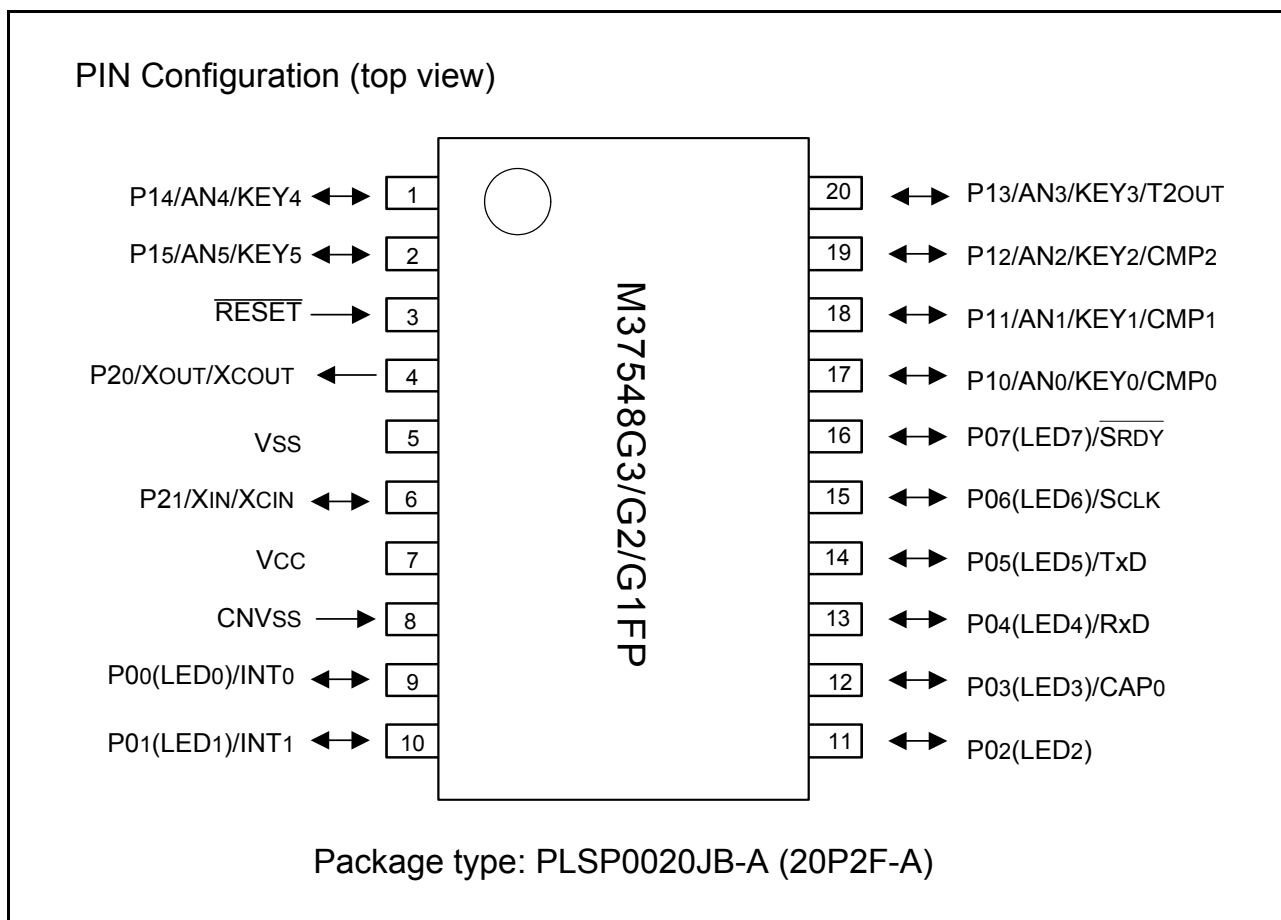 PIN Configuration (top view)
P14/AN4/KEY4 1
P15/AN5/KEY5 2
RESET 3
P20/XOUT/XCOUT 4
VSS 5
P21/XIN/XCIN 6
VCC 7
CNVSS 8
P00(LED0)/INT0 9
P01(LED1)/INT1 10
M37548G3/G2/G1FP
20 P13/AN3/KEY3/T2OUT
19 P12/AN2/KEY2/CMP2
18 P11/AN1/KEY1/CMP1
17 P10/AN0/KEY0/CMP0
16 P07(LED7)/SRDY
15 P06(LED6)/SCLK
14 P05(LED5)/TxD
13 P04(LED4)/RxD
12 P03(LED3)/CAP0
11 P02(LED2)
Package type: PLSP0020JB-A (20P2F-A)